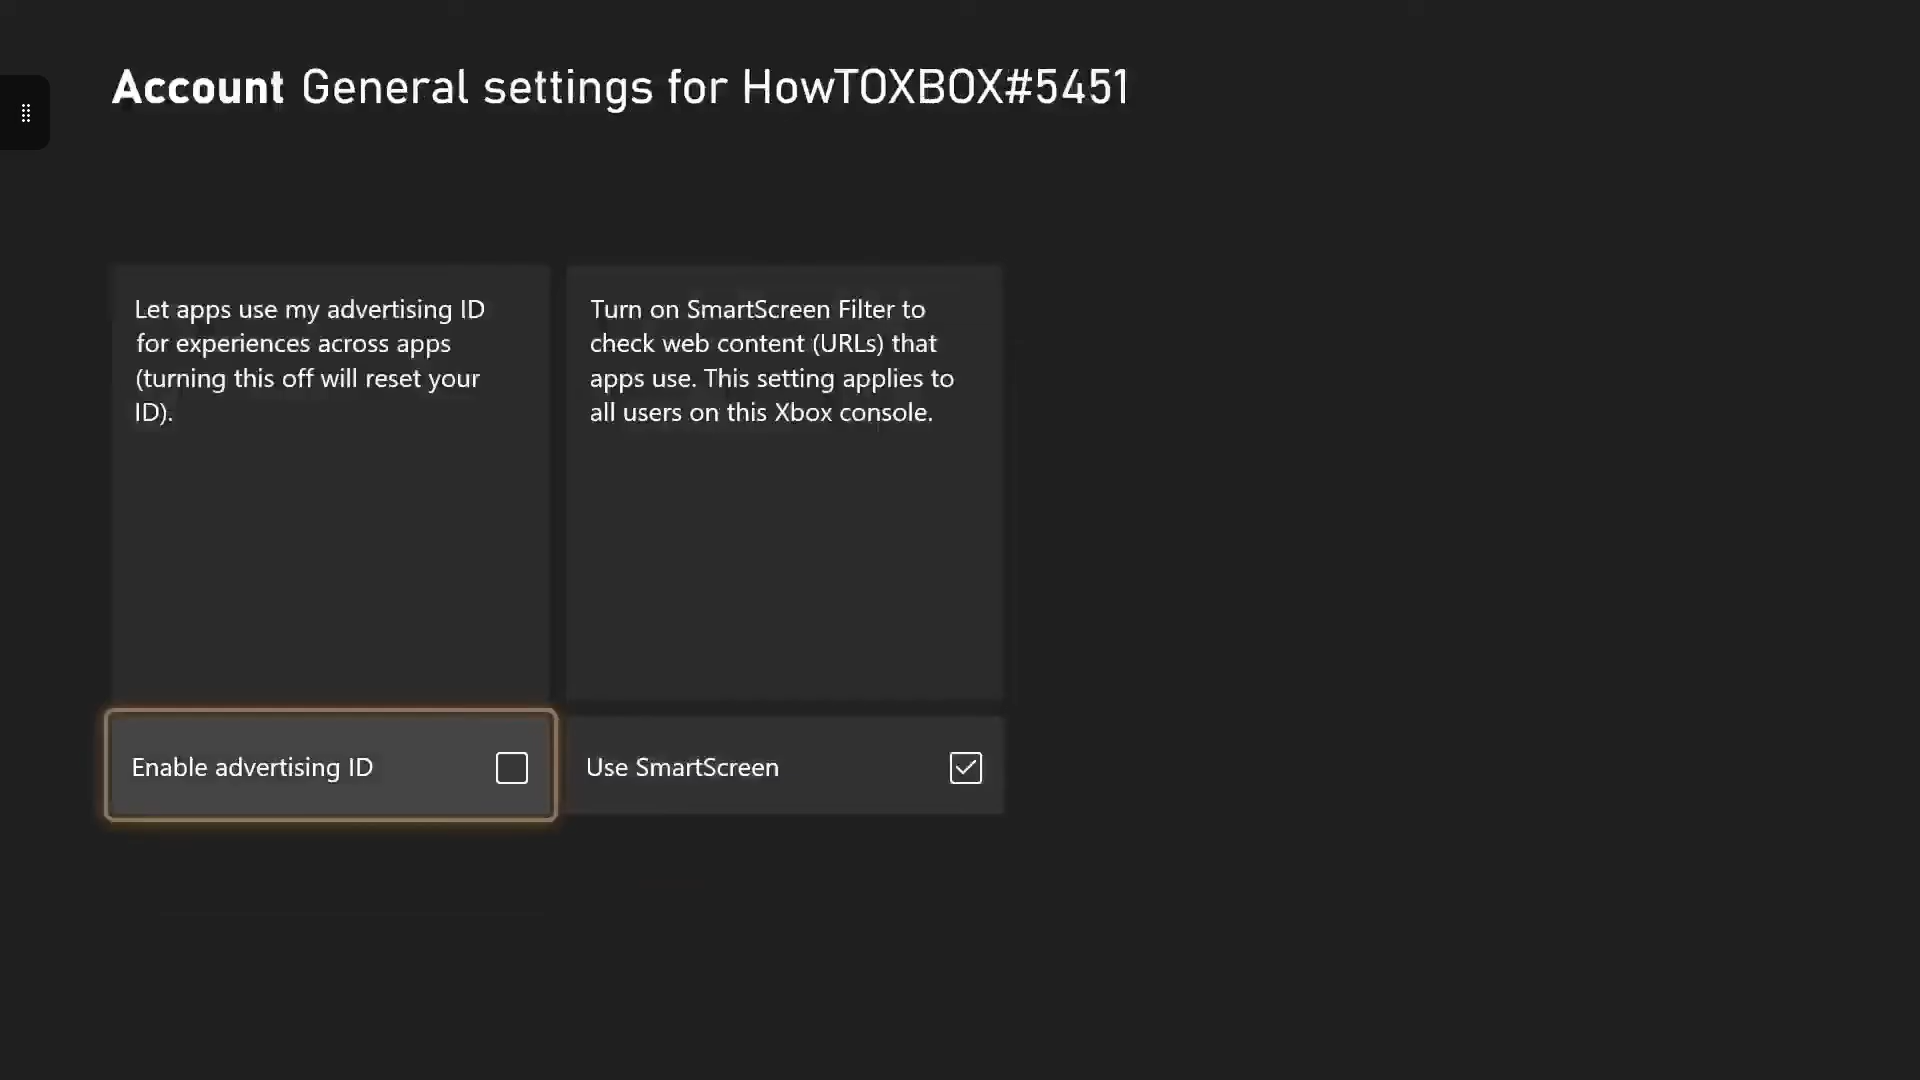 Account General settings for HowTOXBOX#5451
Let apps use my advertising ID
for experiences across apps
(turning this off will reset your
ID).
Turn on SmartScreen Filter to
check web content (URLs) that
apps use. This setting applies to
all users on this Xbox console.
Enable advertising ID
Use SmartScreen